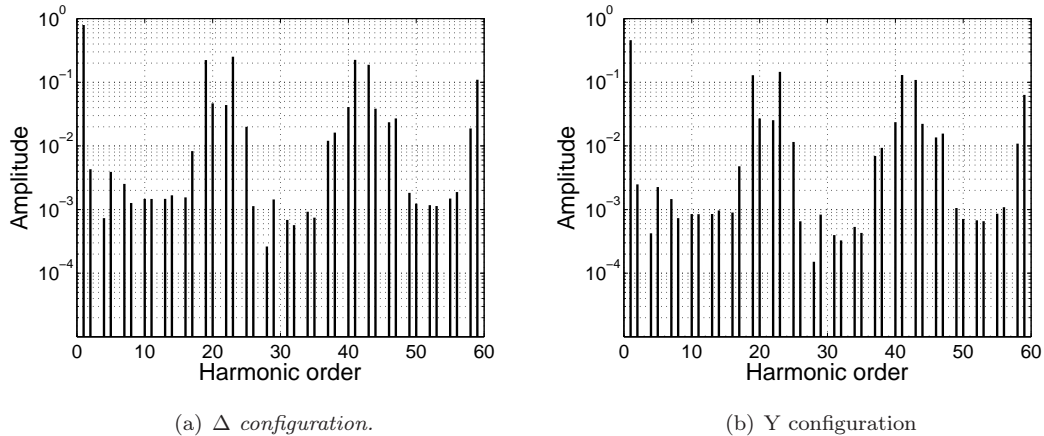 10^0
10^-1
10^-2
10^-3
10^-4
Amplitude
0 10 20 30 40 50 60
Harmonic order
(a) Δ configuration.
10^0
10^-1
10^-2
10^-3
10^-4
Amplitude
0 10 20 30 40 50 60
Harmonic order
(b) Y configuration